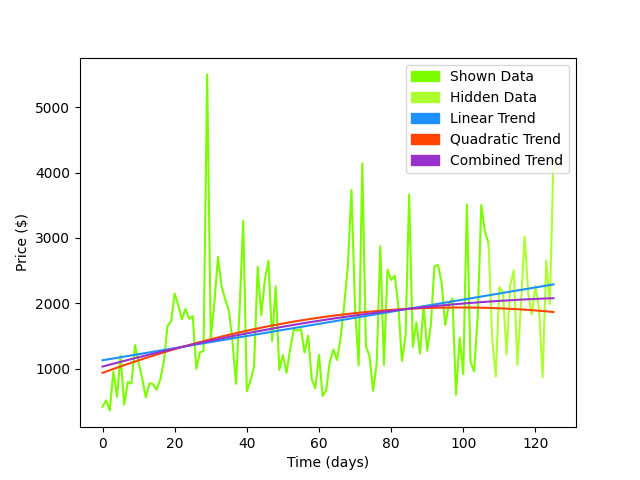 Shown Data
Hidden Data
Linear Trend
Quadratic Trend
Combined Trend
Price ($)
5000
4000
3000
2000
1000
0 20 40 60 80 100 120
Time (days)